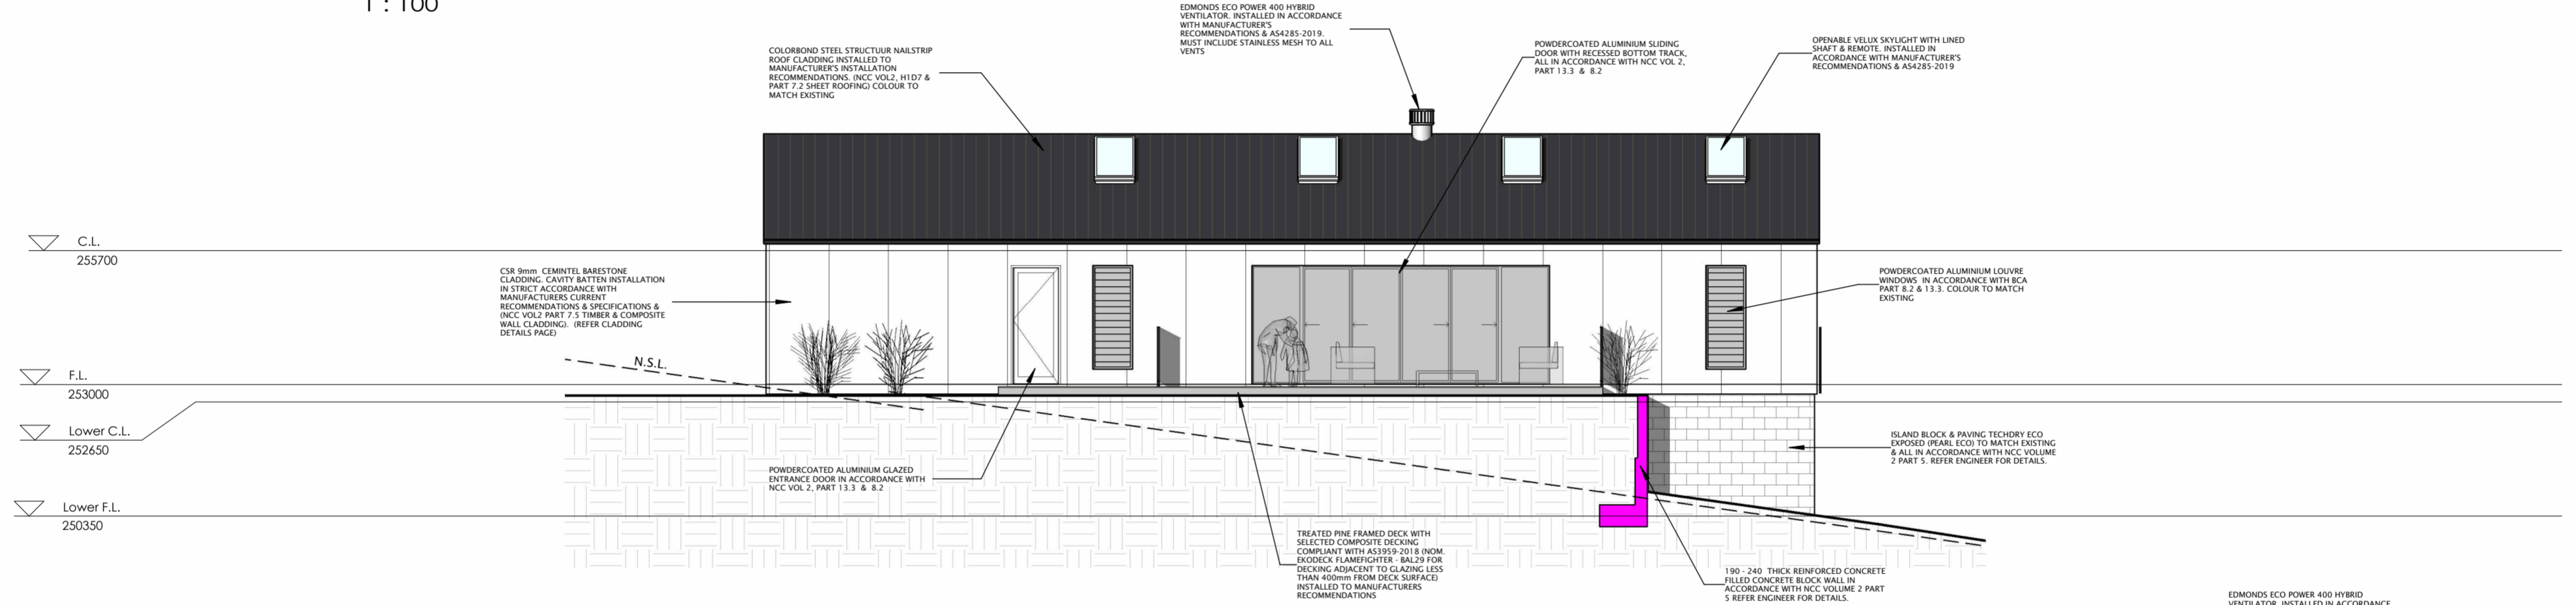 1 : 100
EDMONDS ECO POWER 400 HYBRID
VENTILATOR. INSTALLED IN ACCORDANCE
WITH MANUFACTURER'S
RECOMMENDATIONS & AS4285-2019.
MUST INCLUDE STAINLESS MESH TO ALL
VENTS
COLORBOND STEEL STRUCTUUR NAILSTRIP
ROOF CLADDING INSTALLED TO
MANUFACTURER'S INSTALLATION
RECOMMENDATIONS. (NCC VOL2, H1D7 &
PART 7.2 SHEET ROOFING) COLOUR TO
MATCH EXISTING
POWDERCOATED ALUMINIUM SLIDING
DOOR WITH RECESSED BOTTOM TRACK,
ALL IN ACCORDANCE WITH NCC VOL 2,
PART 13.3 & 8.2
OPENABLE VELUX SKYLIGHT WITH LINED
SHAFT & REMOTE. INSTALLED IN
ACCORDANCE WITH MANUFACTURER'S
RECOMMENDATIONS & AS4285-2019
C.L.
255700
CSR 9mm CEMINTEL BARESTONE
CLADDING. CAVITY BATTEN INSTALLATION
IN STRICT ACCORDANCE WITH
MANUFACTURERS CURRENT
RECOMMENDATIONS & SPECIFICATIONS &
(NCC VOL2 PART 7.5 TIMBER & COMPOSITE
WALL CLADDING). (REFER CLADDING
DETAILS PAGE)
POWDERCOATED ALUMINIUM LOUVRE
WINDOWS IN ACCORDANCE WITH BCA
PART 8.2 & 13.3. COLOUR TO MATCH
EXISTING
N.S.L.
F.L.
253000
Lower C.L.
252650
ISLAND BLOCK & PAVING TECHDRY ECO
EXPOSED (PEARL ECO) TO MATCH EXISTING
& ALL IN ACCORDANCE WITH NCC VOLUME
2 PART 5. REFER ENGINEER FOR DETAILS.
POWDERCOATED ALUMINIUM GLAZED
ENTRANCE DOOR IN ACCORDANCE WITH
NCC VOL 2, PART 13.3 & 8.2
Lower F.L.
250350
TREATED PINE FRAMED DECK WITH
SELECTED COMPOSITE DECKING
COMPLIANT WITH AS3959-2018 (NOM.
EKODECK FLAMEFIGHTER - BAL29 FOR
DECKING ADJACENT TO GLAZING LESS
THAN 400mm FROM DECK SURFACE)
INSTALLED TO MANUFACTURERS
RECOMMENDATIONS
190 - 240 THICK REINFORCED CONCRETE
FILLED CONCRETE BLOCK WALL IN
ACCORDANCE WITH NCC VOLUME 2 PART
5 REFER ENGINEER FOR DETAILS.
EDMONDS ECO POWER 400 HYBRID
VENTILATOR. INSTALLED IN ACCORDANCE